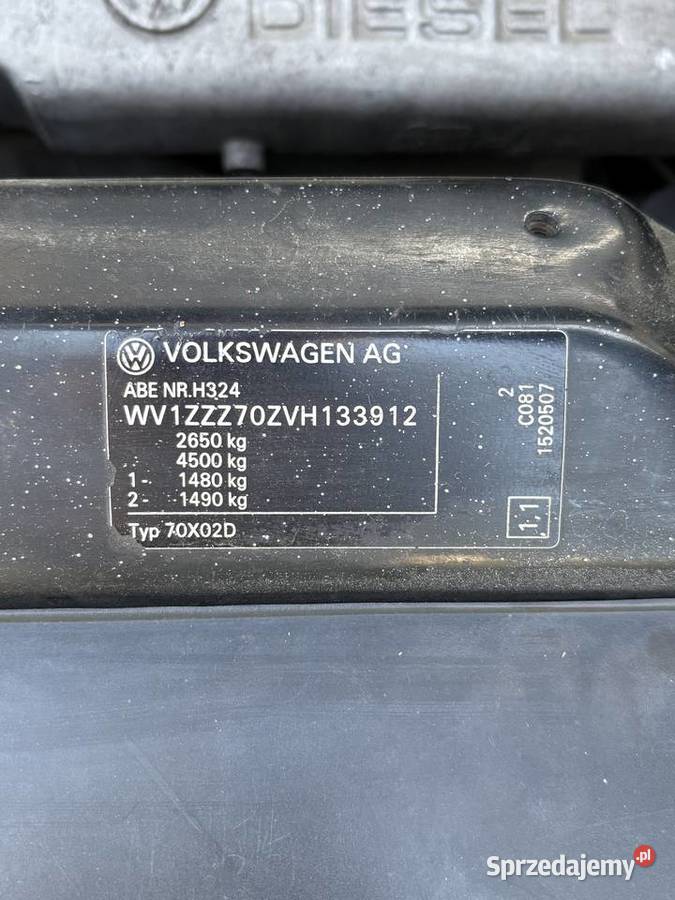 DIESEL
VOLKSWAGEN AG
ABE NR.H324
WV1ZZZ70ZVH133912
2650 kg
4500 kg
1- 1480 kg
2- 1490 kg
Typ 70X02D
2
C081
1520507
1,1
Sprzedajemy.pl